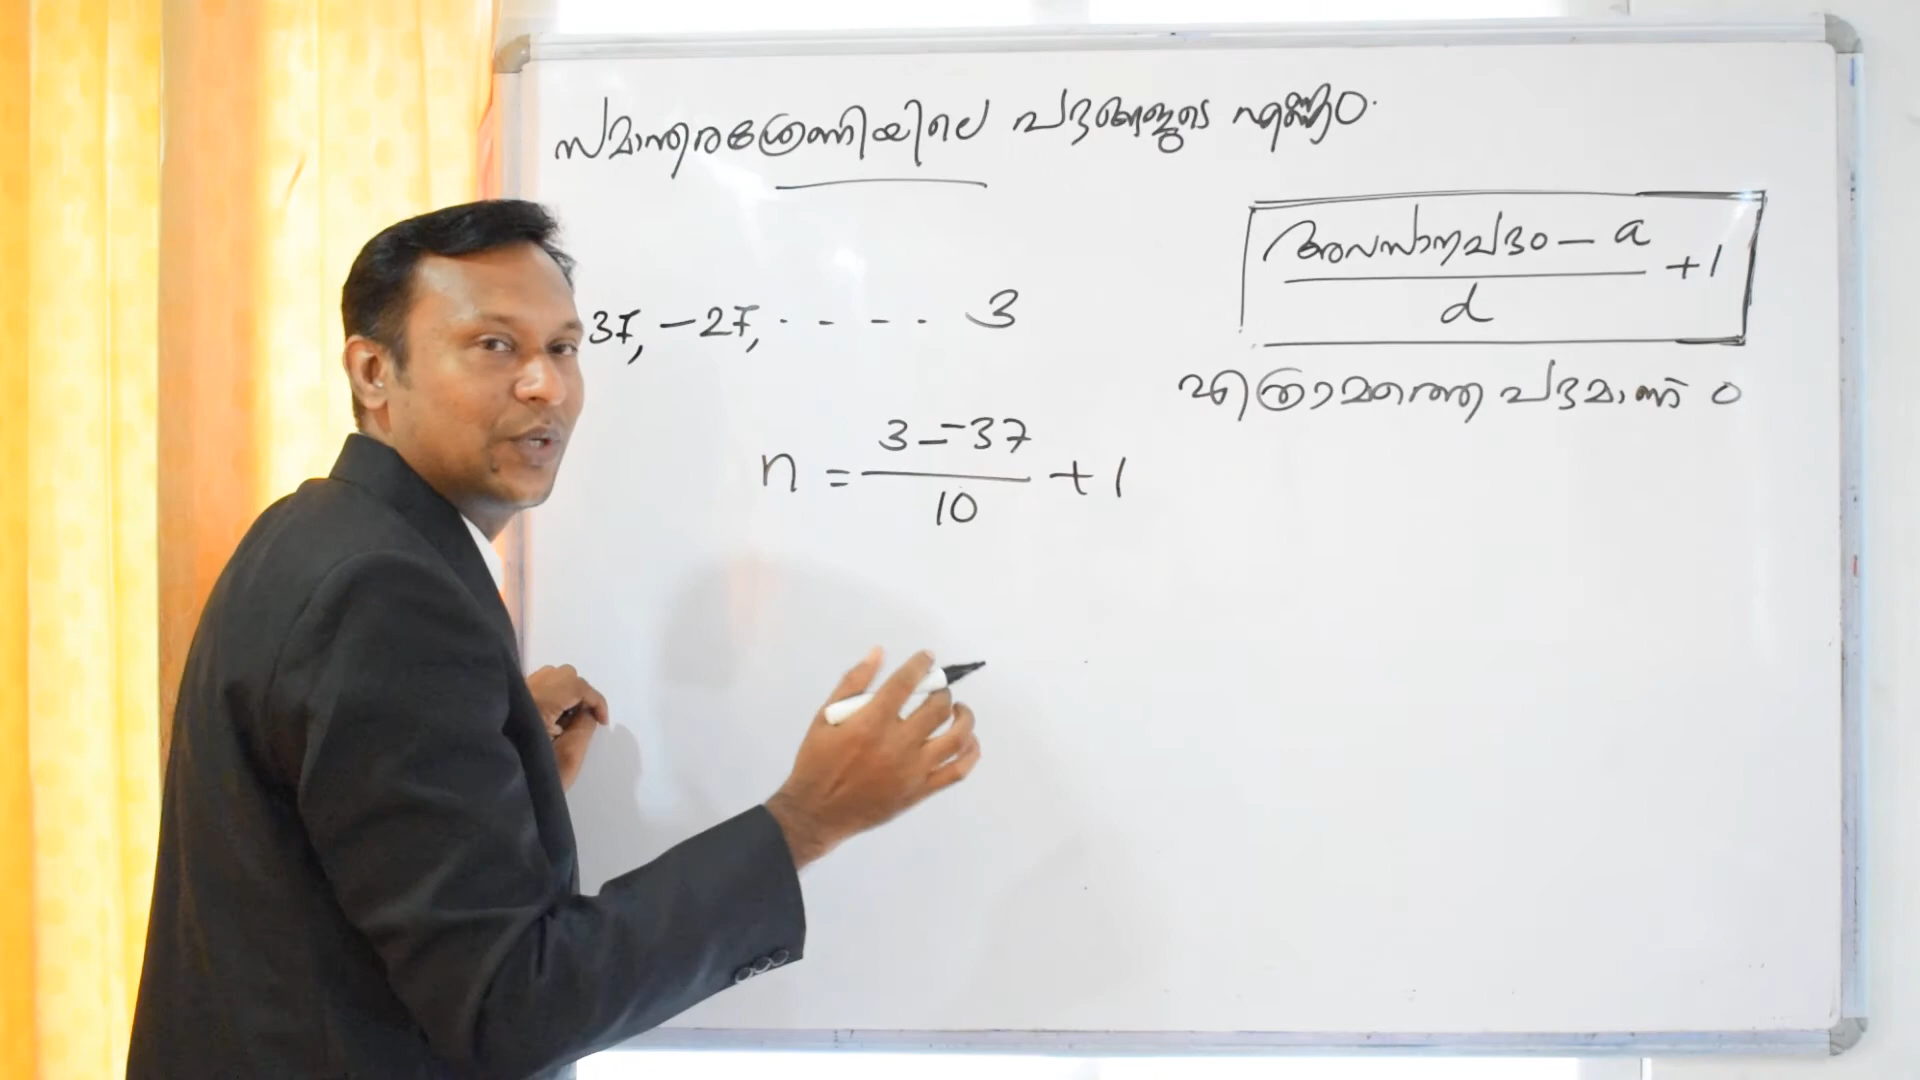 സമാന്തരശ്രേണിയിലെ പദങ്ങളുടെ എണ്ണം.
അവസാനപദം – a
+1
d
37, –27, · - - · 3
എത്രാമത്തെ പദമാണ് 0
3 – –37
n = + 1
10